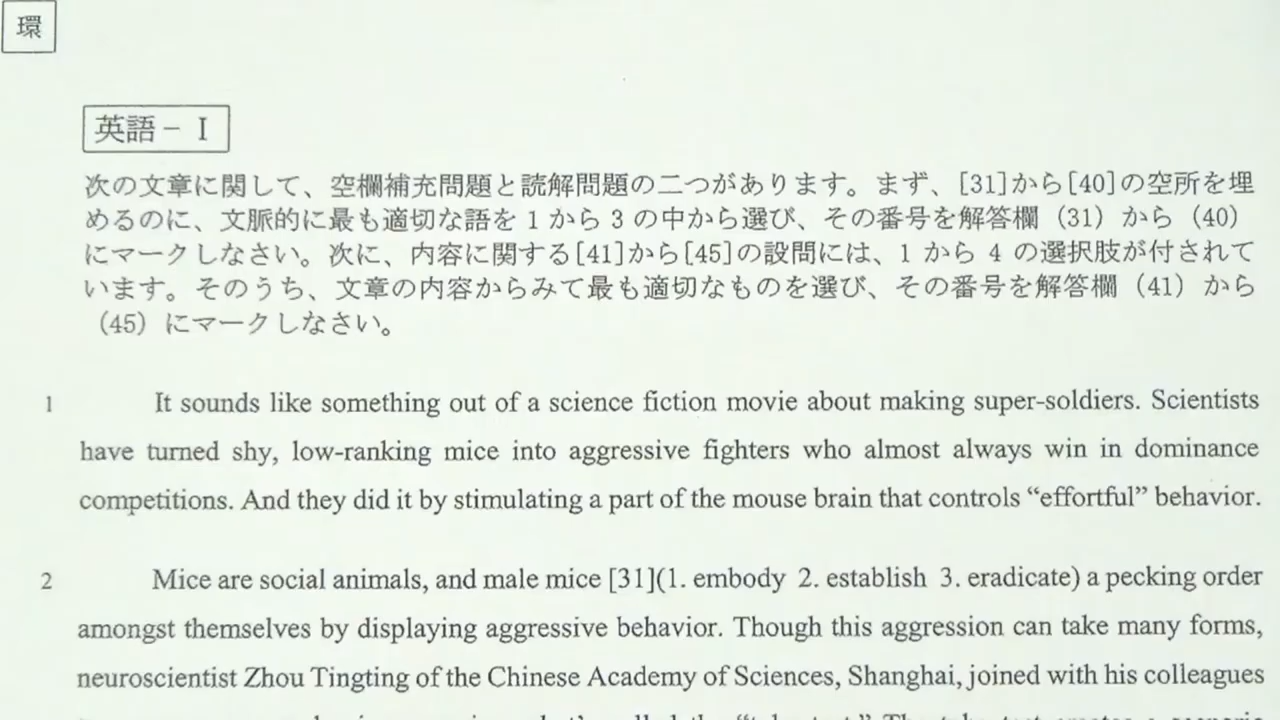 環
英語－Ⅰ
次の文章に関して、空欄補充問題と読解問題の二つがあります。まず、[31]から[40]の空所を埋
めるのに、文脈的に最も適切な語を 1 から 3 の中から選び、その番号を解答欄（31）から（40）
にマークしなさい。次に、内容に関する[41]から[45]の設問には、1 から 4 の選択肢が付されて
います。そのうち、文章の内容からみて最も適切なものを選び、その番号を解答欄（41）から
（45）にマークしなさい。
1 It sounds like something out of a science fiction movie about making super-soldiers. Scientists
have turned shy, low-ranking mice into aggressive fighters who almost always win in dominance
competitions. And they did it by stimulating a part of the mouse brain that controls “effortful” behavior.
2 Mice are social animals, and male mice [31](1. embody 2. establish 3. eradicate) a pecking order
amongst themselves by displaying aggressive behavior. Though this aggression can take many forms,
neuroscientist Zhou Tingting of the Chinese Academy of Sciences, Shanghai, joined with his colleagues